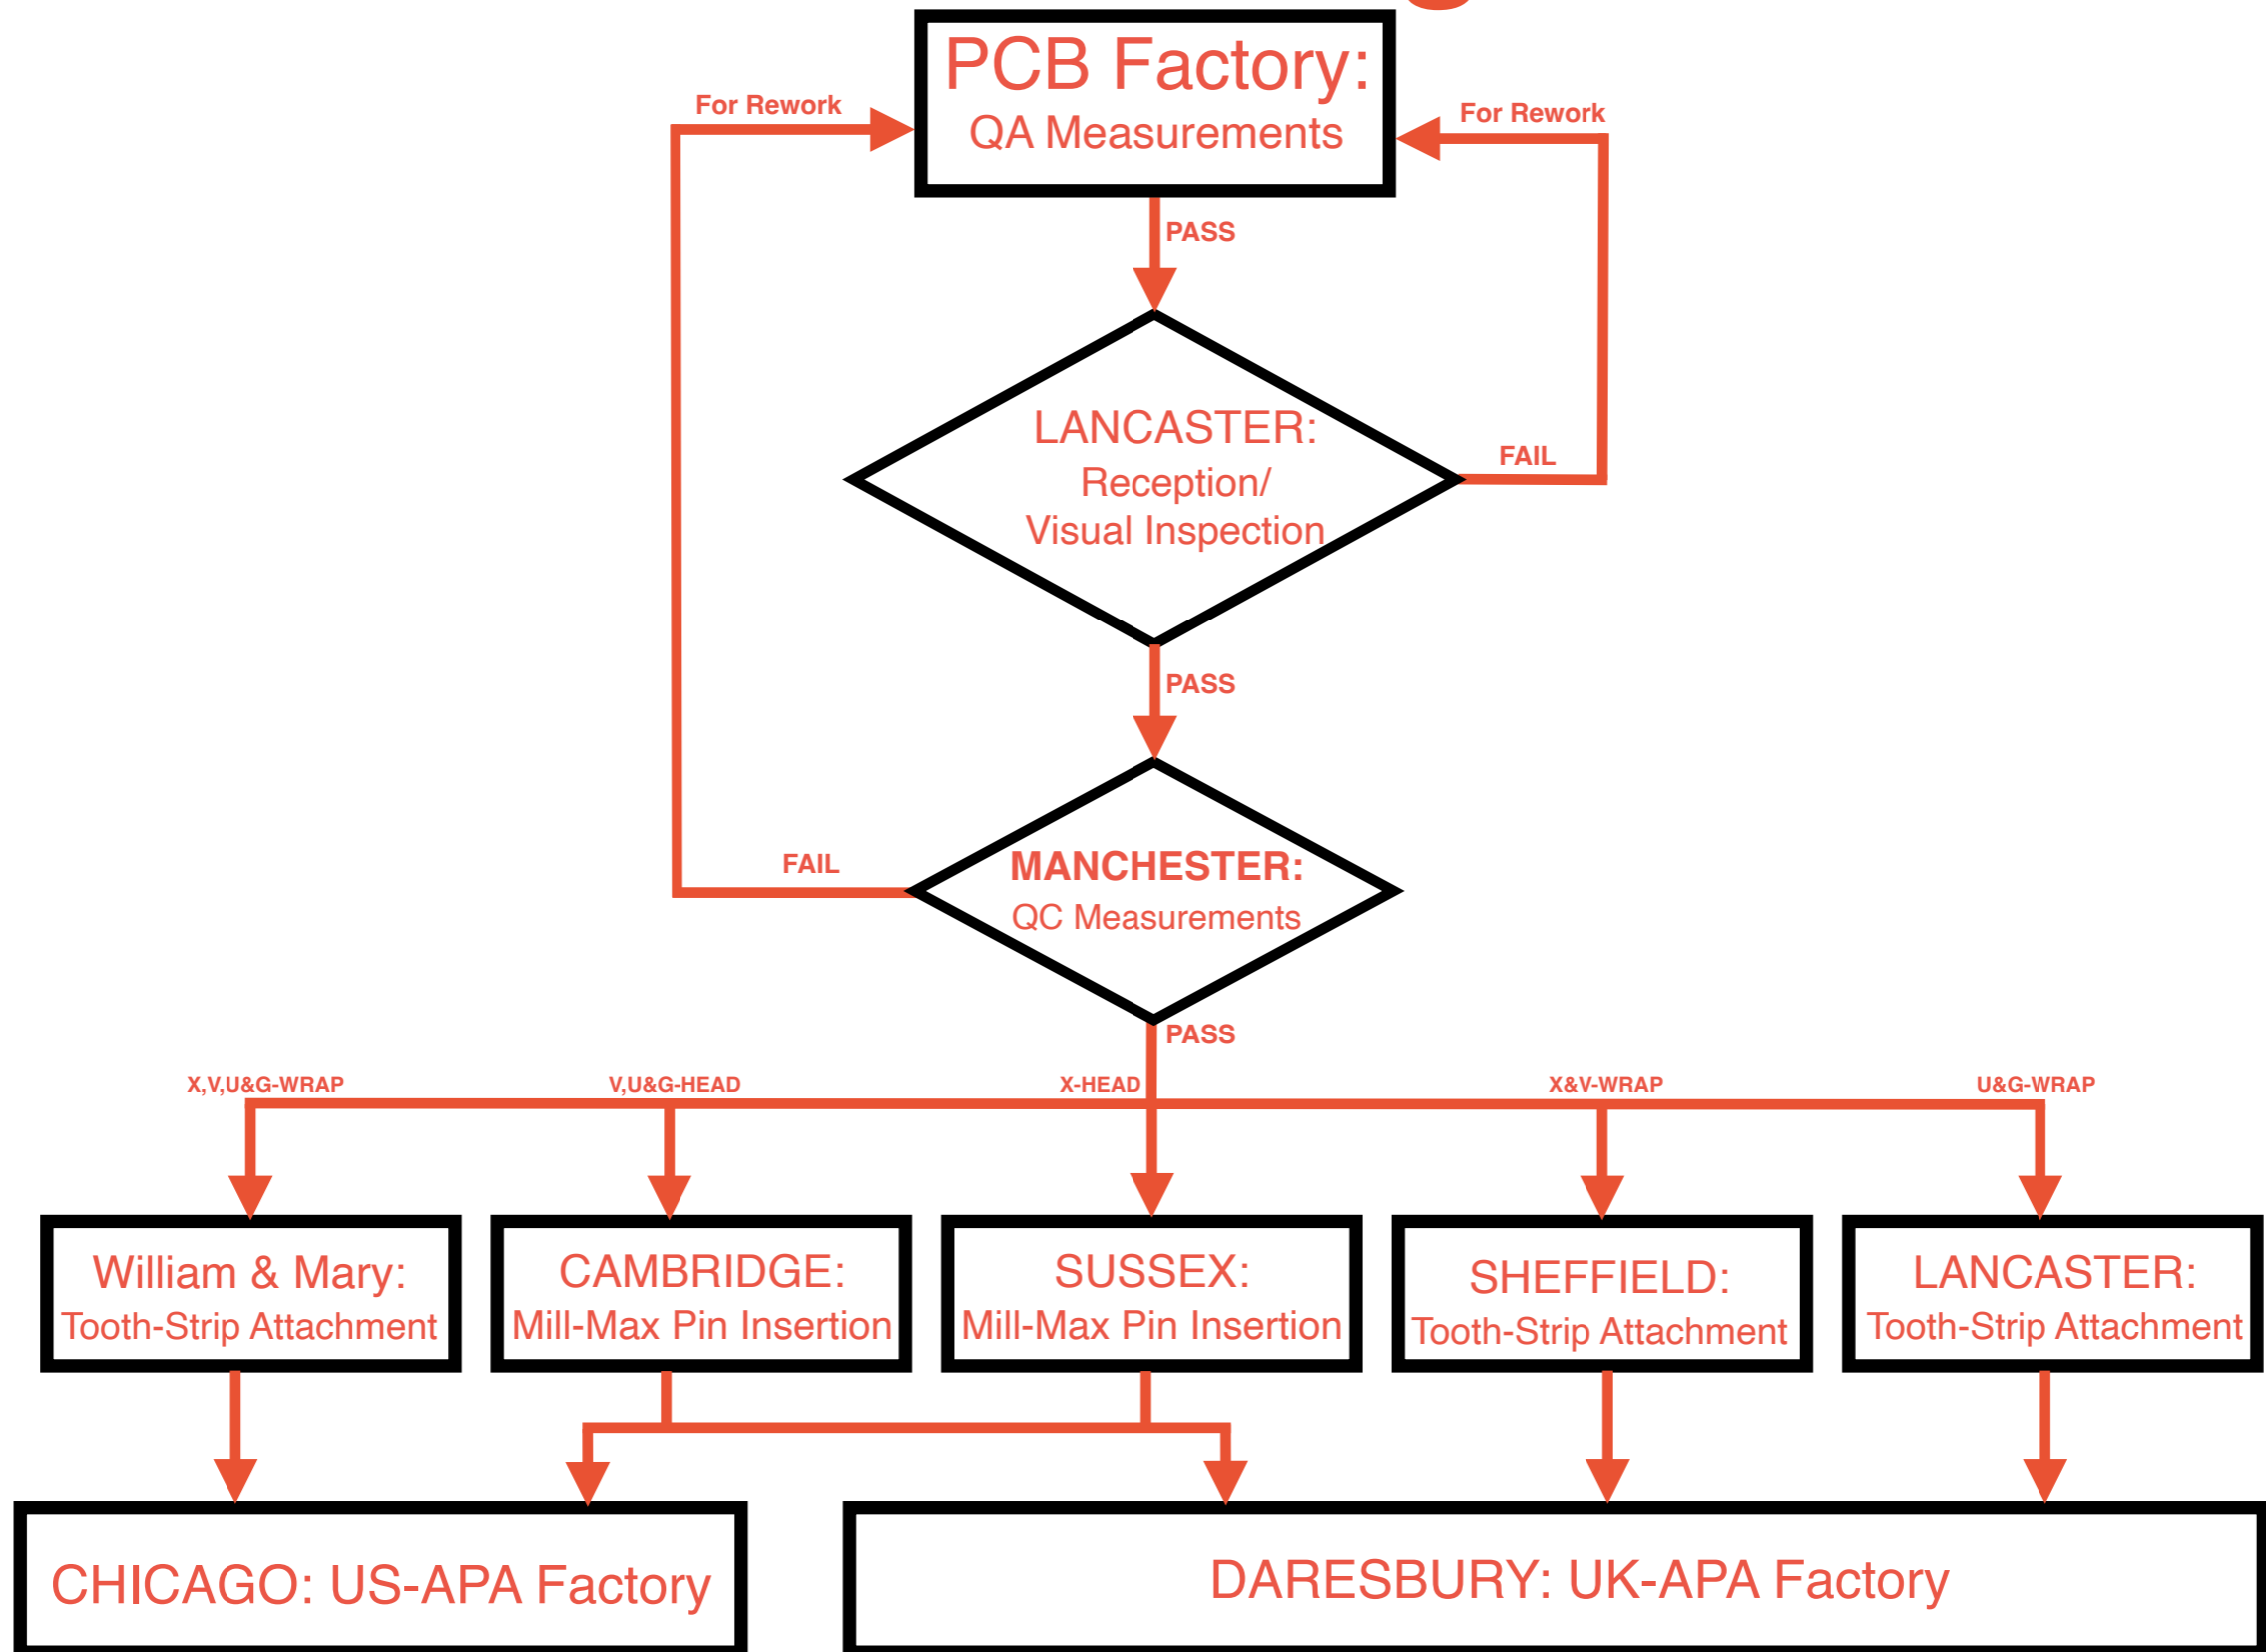 PCB Factory:
QA Measurements
For Rework
For Rework
PASS
LANCASTER:
Reception/
Visual Inspection
FAIL
PASS
MANCHESTER:
QC Measurements
FAIL
PASS
X,V,U&G-WRAP
V,U&G-HEAD
X-HEAD
X&V-WRAP
U&G-WRAP
William & Mary:
Tooth-Strip Attachment
CAMBRIDGE:
Mill-Max Pin Insertion
SUSSEX:
Mill-Max Pin Insertion
SHEFFIELD:
Tooth-Strip Attachment
LANCASTER:
Tooth-Strip Attachment
CHICAGO: US-APA Factory
DARESBURY: UK-APA Factory